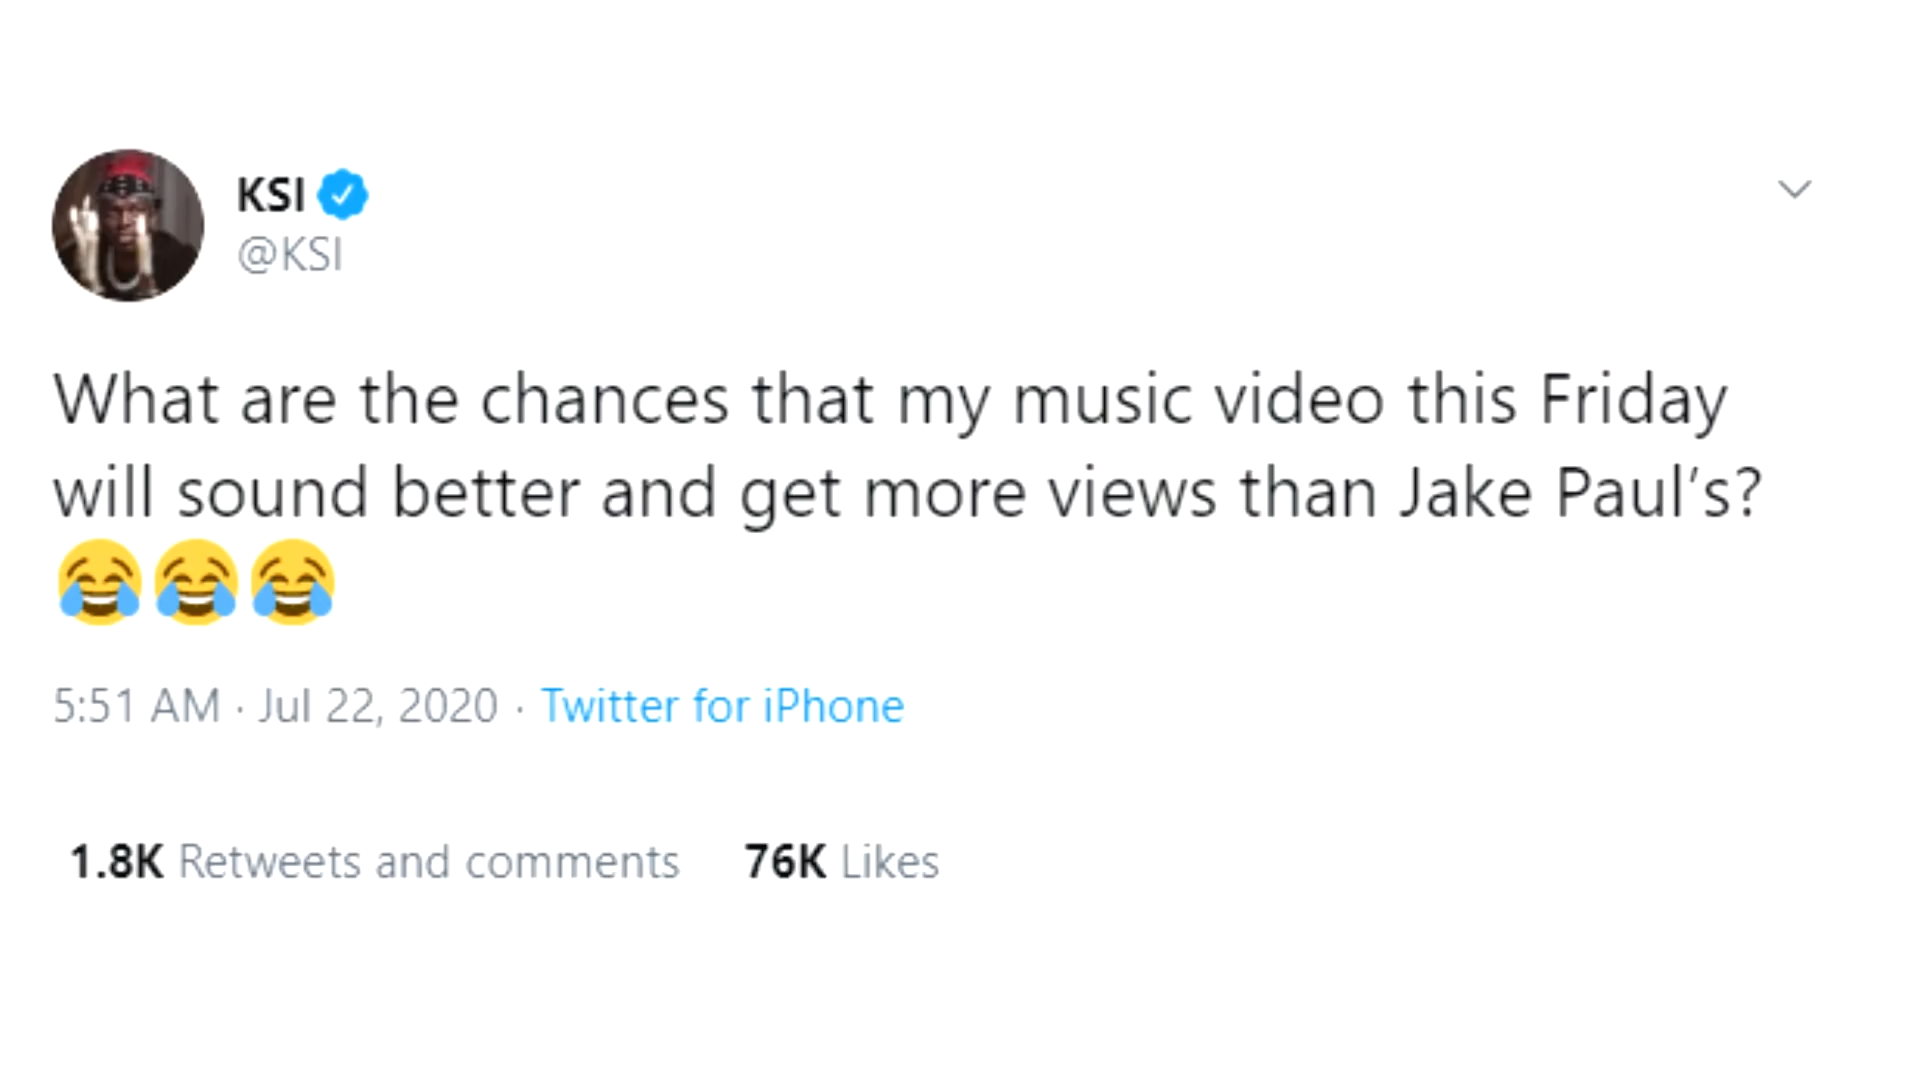 KSI
@KSI
What are the chances that my music video this Friday
will sound better and get more views than Jake Paul's?
😂😂😂
5:51 AM · Jul 22, 2020 · Twitter for iPhone
1.8K Retweets and comments 76K Likes